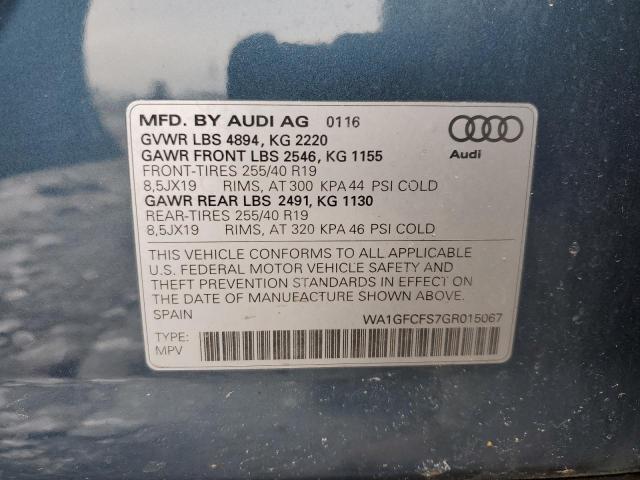 MFD. BY AUDI AG 0116
GVWR LBS 4894, KG 2220
GAWR FRONT LBS 2546, KG 1155
FRONT-TIRES 255/40 R19
8,5JX19 RIMS, AT 300 KPA 44 PSI COLD
GAWR REAR LBS 2491, KG 1130
REAR-TIRES 255/40 R19
8,5JX19 RIMS, AT 320 KPA 46 PSI COLD
Audi
THIS VEHICLE CONFORMS TO ALL APPLICABLE
U.S. FEDERAL MOTOR VEHICLE SAFETY AND
THEFT PREVENTION STANDARDS IN EFFECT ON
THE DATE OF MANUFACTURE SHOWN ABOVE.
SPAIN WA1GFCFS7GR015067
TYPE:
MPV